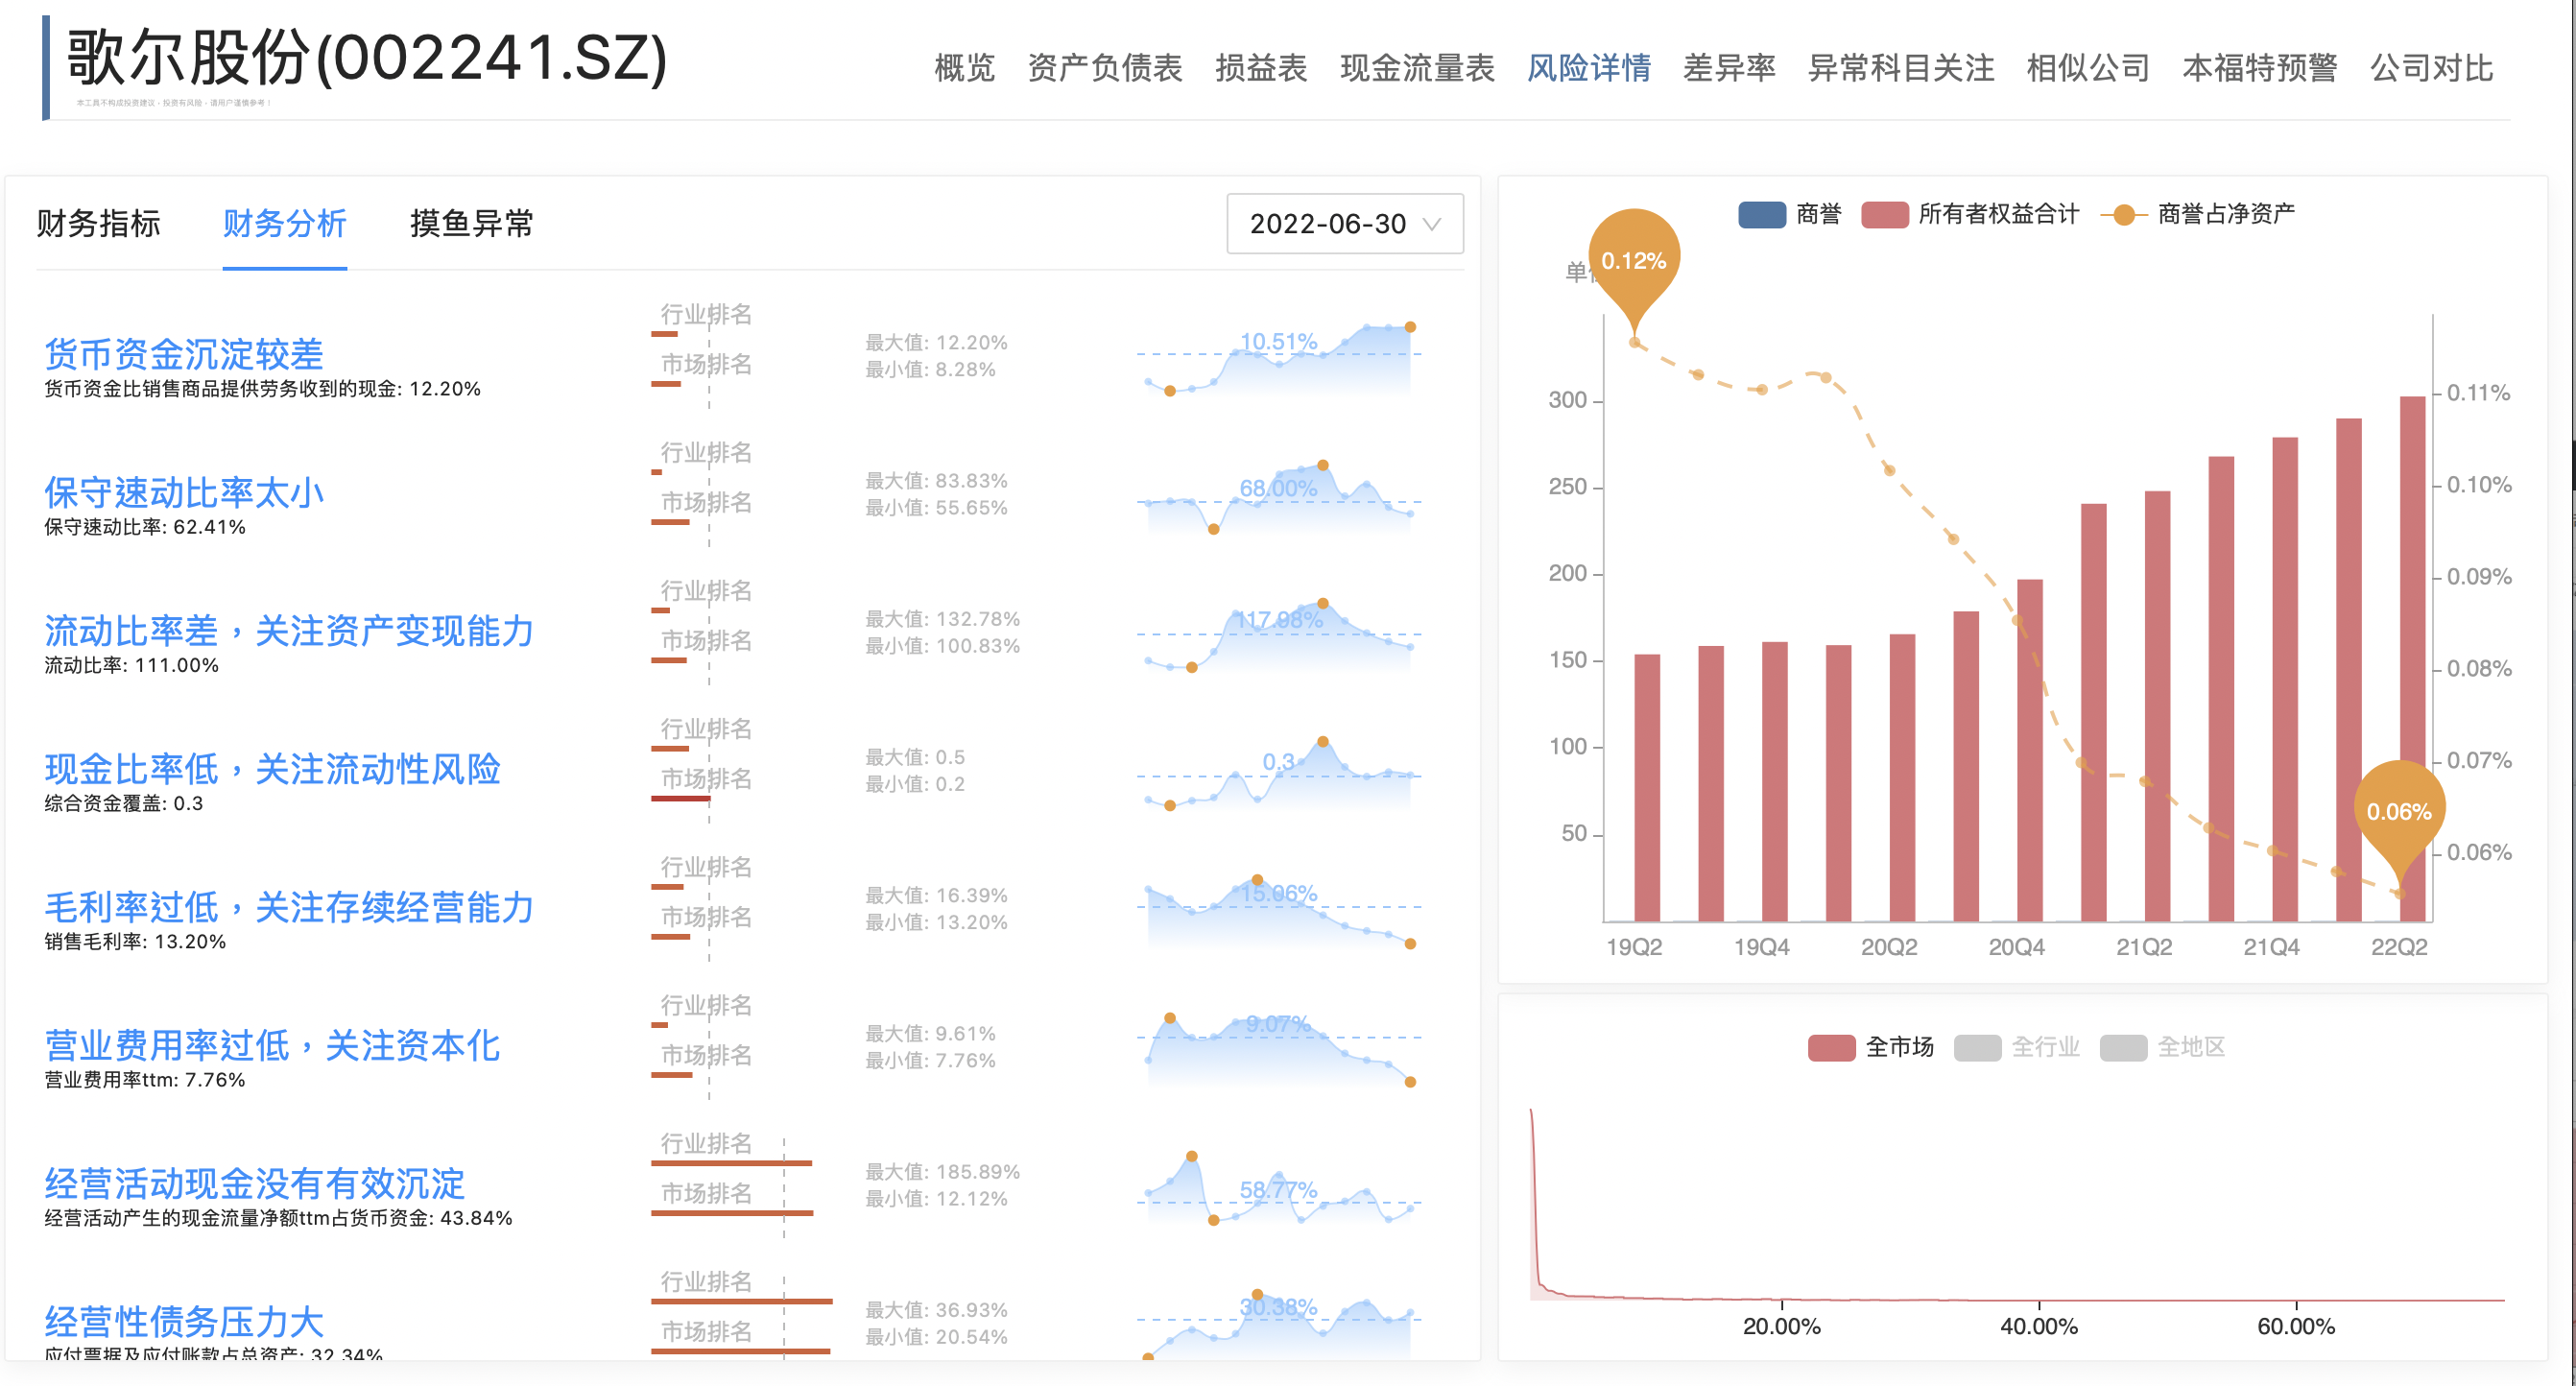 歌尔股份(002241.SZ)
本工具不构成投资建议，投资有风险，请用户谨慎参考！
概览 资产负债表 损益表 现金流量表 风险详情 差异率 异常科目关注 相似公司 本福特预警 公司对比
财务指标 财务分析 摸鱼异常 2022-06-30
货币资金沉淀较差
货币资金比销售商品提供劳务收到的现金: 12.20%
行业排名
市场排名
最大值: 12.20%
最小值: 8.28%
10.51%
保守速动比率太小
保守速动比率: 62.41%
行业排名
市场排名
最大值: 83.83%
最小值: 55.65%
68.00%
流动比率差，关注资产变现能力
流动比率: 111.00%
行业排名
市场排名
最大值: 132.78%
最小值: 100.83%
117.98%
现金比率低，关注流动性风险
综合资金覆盖: 0.3
行业排名
市场排名
最大值: 0.5
最小值: 0.2
0.3
毛利率过低，关注存续经营能力
销售毛利率: 13.20%
行业排名
市场排名
最大值: 16.39%
最小值: 13.20%
15.06%
营业费用率过低，关注资本化
营业费用率ttm: 7.76%
行业排名
市场排名
最大值: 9.61%
最小值: 7.76%
9.07%
经营活动现金没有有效沉淀
经营活动产生的现金流量净额ttm占货币资金: 43.84%
行业排名
市场排名
最大值: 185.89%
最小值: 12.12%
58.77%
经营性债务压力大
应付票据及应付账款占总资产: 32.34%
行业排名
市场排名
最大值: 36.93%
最小值: 20.54%
30.38%
商誉 所有者权益合计 商誉占净资产
单
0.12%
0.06%
300
250
200
150
100
50
0.11%
0.10%
0.09%
0.08%
0.07%
0.06%
19Q2 19Q4 20Q2 20Q4 21Q2 21Q4 22Q2
全市场 全行业 全地区
20.00% 40.00% 60.00%